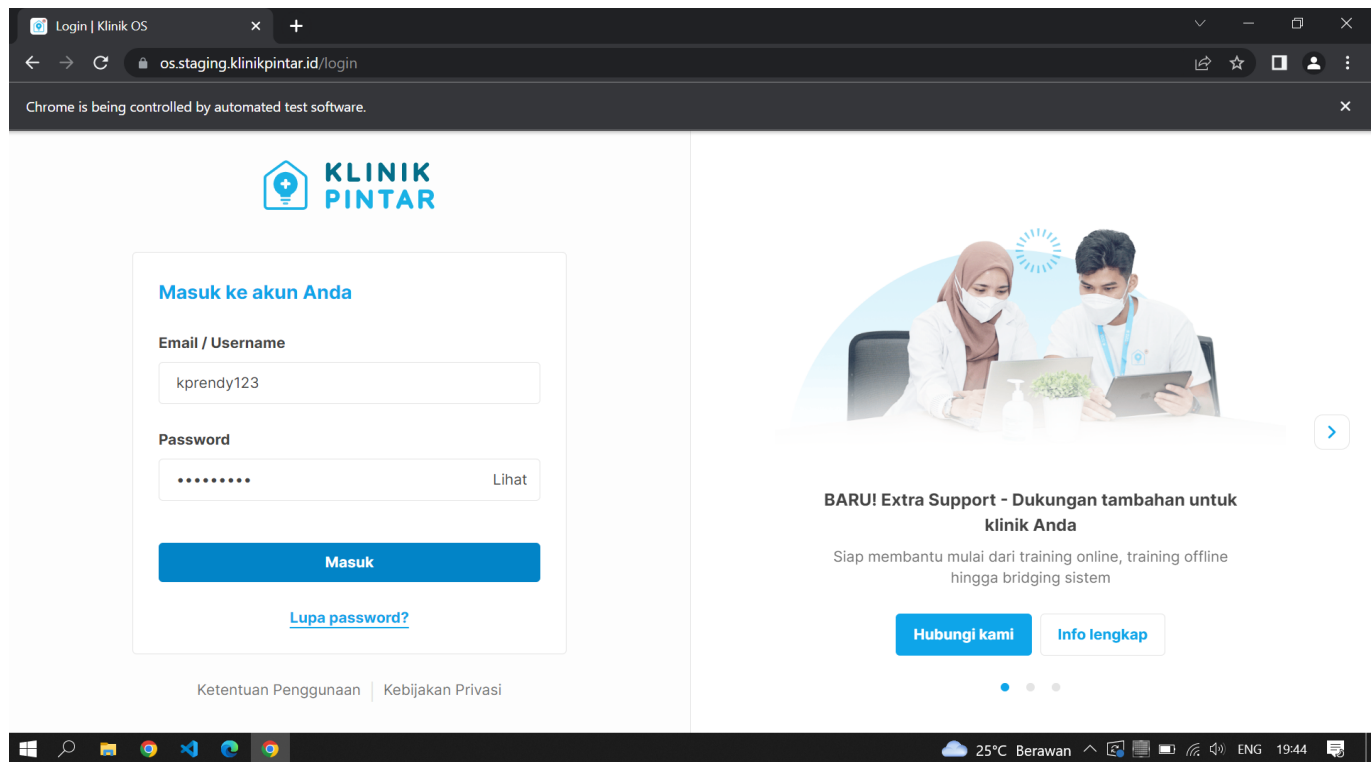 Login | Klinik OS
os.staging.klinikpintar.id/login
Chrome is being controlled by automated test software.
KLINIK
PINTAR
Masuk ke akun Anda
Email / Username
kprendy123
Password
•••••••••
Lihat
Masuk
Lupa password?
Ketentuan Penggunaan
Kebijakan Privasi
BARU! Extra Support - Dukungan tambahan untuk
klinik Anda
Siap membantu mulai dari training online, training offline
hingga bridging sistem
Hubungi kami
Info lengkap
25°C Berawan
ENG
19:44